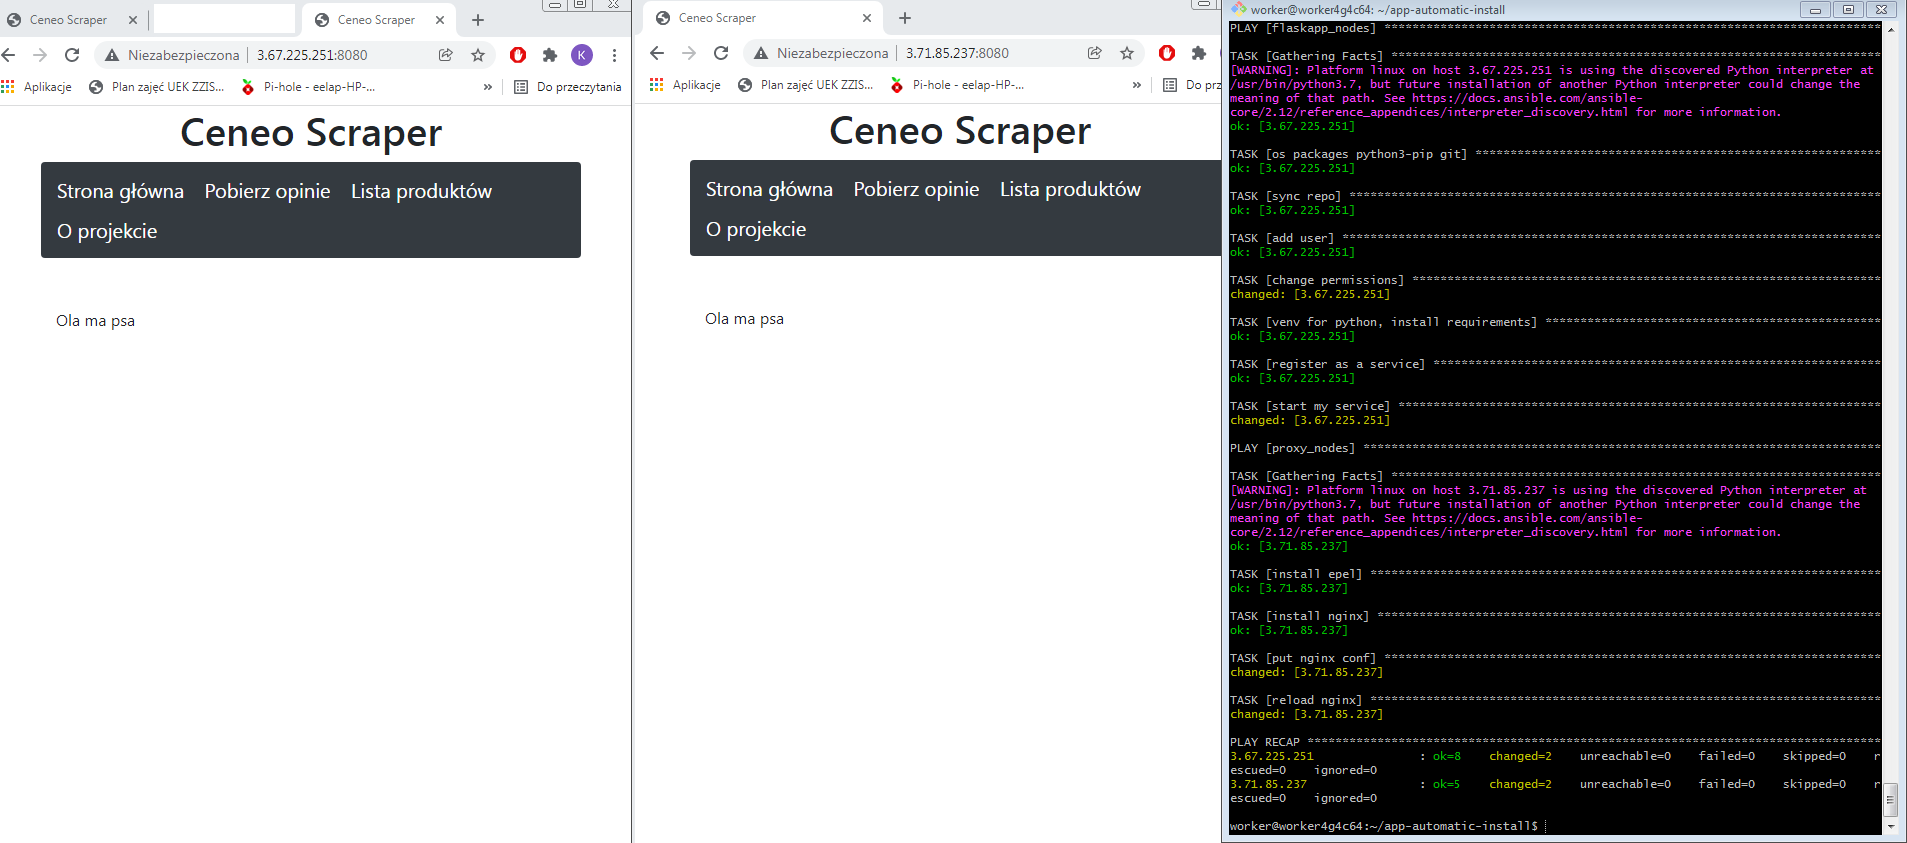 Ceneo Scraper
Ceneo Scraper
Niezabezpieczona 3.67.225.251:8080
K
Aplikacje Plan zajęć UEK ZZIS... Pi-hole - eelap-HP-... » Do przeczytania
Ceneo Scraper
Strona główna Pobierz opinie Lista produktów
O projekcie
Ola ma psa
Ceneo Scraper
Niezabezpieczona 3.71.85.237:8080
Aplikacje Plan zajęć UEK ZZIS... Pi-hole - eelap-HP-... » Do prz
Ceneo Scraper
Strona główna Pobierz opinie Lista produktów
O projekcie
Ola ma psa
worker@worker4g4c64: ~/app-automatic-install
PLAY [flaskapp_nodes] ***********************************************************************
TASK [Gathering Facts] **********************************************************************
[WARNING]: Platform linux on host 3.67.225.251 is using the discovered Python interpreter at
/usr/bin/python3.7, but future installation of another Python interpreter could change the
meaning of that path. See https://docs.ansible.com/ansible-
core/2.12/reference_appendices/interpreter_discovery.html for more information.
ok: [3.67.225.251]
TASK [os packages python3-pip git] **********************************************************
ok: [3.67.225.251]
TASK [sync repo] ****************************************************************************
ok: [3.67.225.251]
TASK [add user] *****************************************************************************
ok: [3.67.225.251]
TASK [change permissions] *******************************************************************
changed: [3.67.225.251]
TASK [venv for python, install requirements] ************************************************
ok: [3.67.225.251]
TASK [register as a service] ****************************************************************
ok: [3.67.225.251]
TASK [start my service] *********************************************************************
changed: [3.67.225.251]
PLAY [proxy_nodes] **************************************************************************
TASK [Gathering Facts] **********************************************************************
[WARNING]: Platform linux on host 3.71.85.237 is using the discovered Python interpreter at
/usr/bin/python3.7, but future installation of another Python interpreter could change the
meaning of that path. See https://docs.ansible.com/ansible-
core/2.12/reference_appendices/interpreter_discovery.html for more information.
ok: [3.71.85.237]
TASK [install epel] *************************************************************************
ok: [3.71.85.237]
TASK [install nginx] ************************************************************************
ok: [3.71.85.237]
TASK [put nginx conf] ***********************************************************************
changed: [3.71.85.237]
TASK [reload nginx] *************************************************************************
changed: [3.71.85.237]
PLAY RECAP **********************************************************************************
3.67.225.251 : ok=8 changed=2 unreachable=0 failed=0 skipped=0 r
escued=0 ignored=0
3.71.85.237 : ok=5 changed=2 unreachable=0 failed=0 skipped=0 r
escued=0 ignored=0
worker@worker4g4c64:~/app-automatic-install$